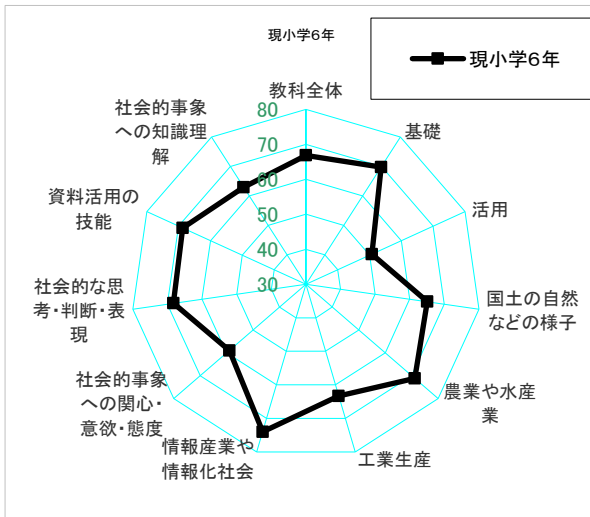 現小学6年
現小学6年
教科全体
基礎
活用
国土の自然
などの様子
農業や水産
業
工業生産
情報産業や
情報化社会
社会的事象
への関心・
意欲・態度
社会的な思
考・判断・表
現
資料活用の
技能
社会的事象
への知識理
解
80
70
60
50
40
30